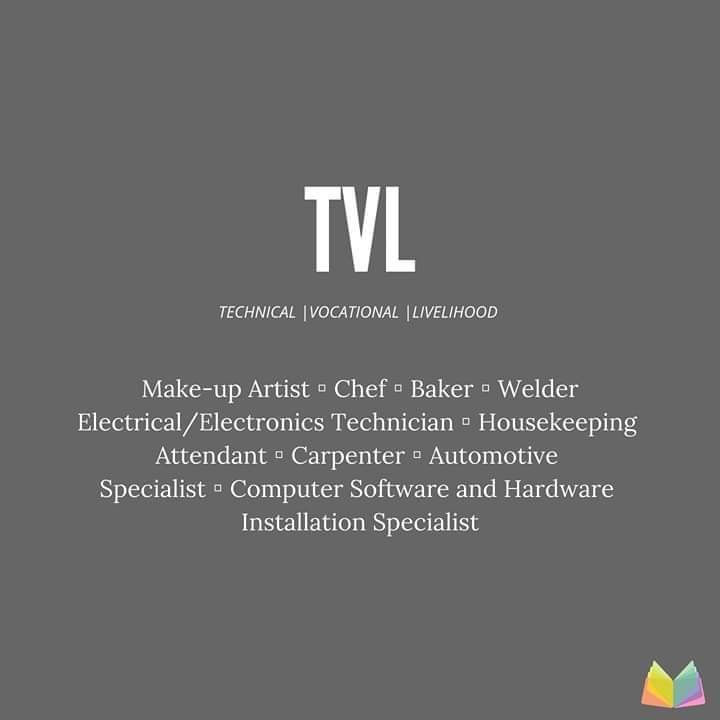 TVL
TECHNICAL |VOCATIONAL |LIVELIHOOD
Make-up Artist ▫ Chef ▫ Baker ▫ Welder
Electrical/Electronics Technician ▫ Housekeeping
Attendant ▫ Carpenter ▫ Automotive
Specialist ▫ Computer Software and Hardware
Installation Specialist